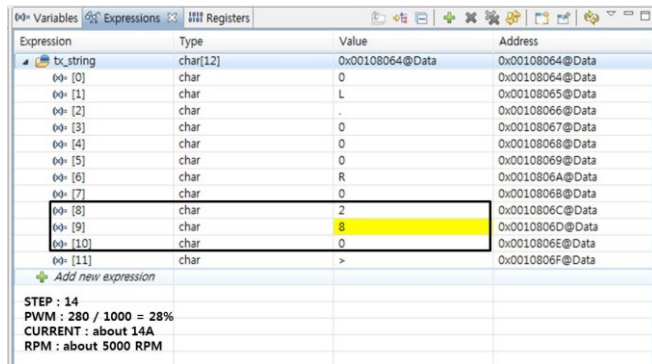 (x)= Variables Expressions Registers
Expression Type Value Address
tx_string char[12] 0x00108064@Data 0x00108064@Data
(x)= [0] char 0 0x00108064@Data
(x)= [1] char L 0x00108065@Data
(x)= [2] char . 0x00108066@Data
(x)= [3] char 0 0x00108067@Data
(x)= [4] char 0 0x00108068@Data
(x)= [5] char 0 0x00108069@Data
(x)= [6] char R 0x0010806A@Data
(x)= [7] char 0 0x0010806B@Data
(x)= [8] char 2 0x0010806C@Data
(x)= [9] char 8 0x0010806D@Data
(x)= [10] char 0 0x0010806E@Data
(x)= [11] char > 0x0010806F@Data
Add new expression
STEP : 14
PWM : 280 / 1000 = 28%
CURRENT : about 14A
RPM : about 5000 RPM